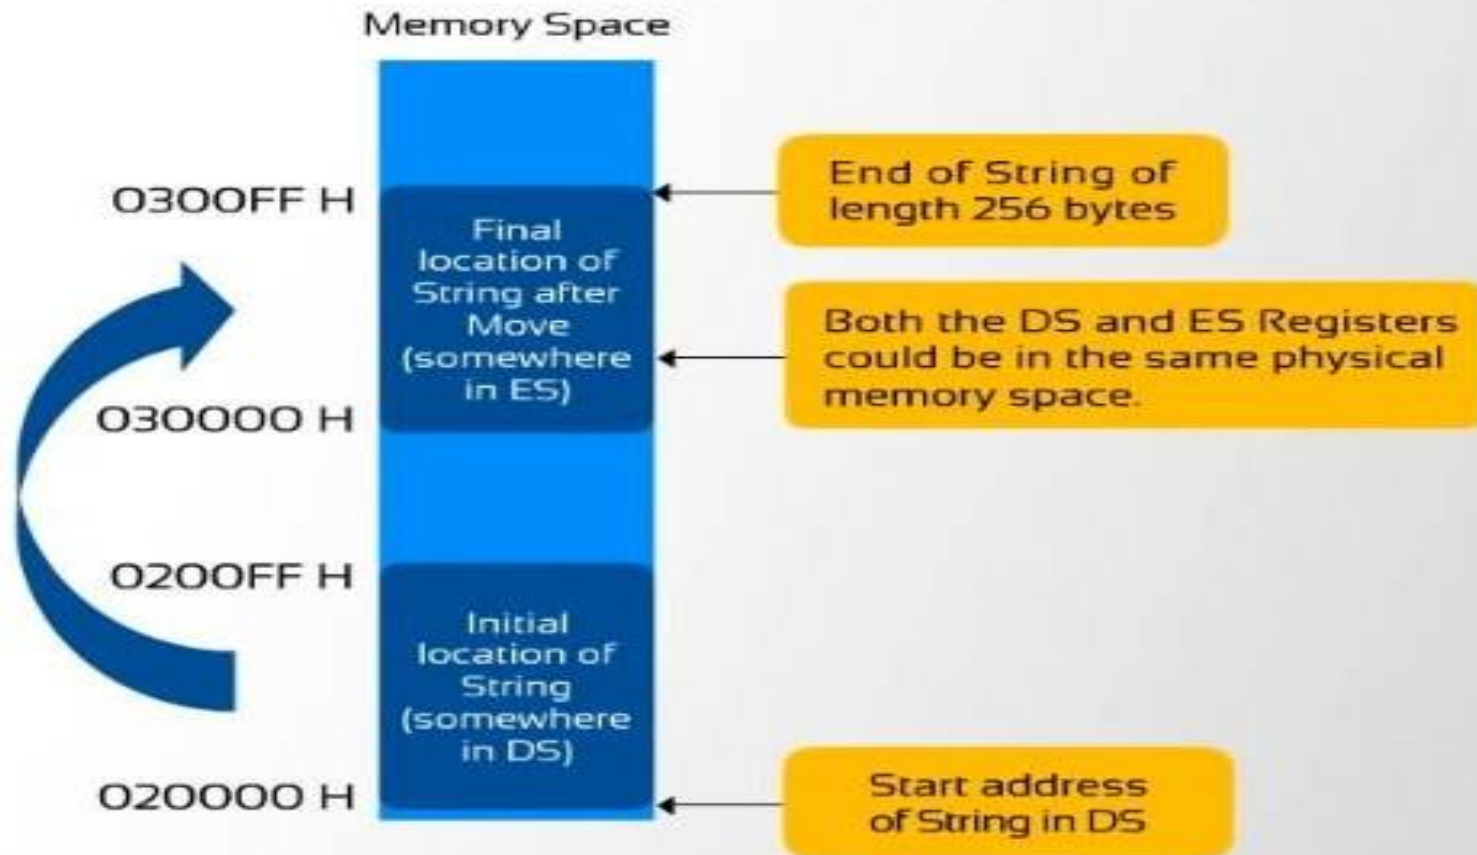 Memory Space
0300FF H
End of String of
length 256 bytes
Final
location of
String after
Move
(somewhere
in ES)
Both the DS and ES Registers
could be in the same physical
memory space.
030000 H
0200FF H
Initial
location of
String
(somewhere
in DS)
020000 H
Start address
of String in DS